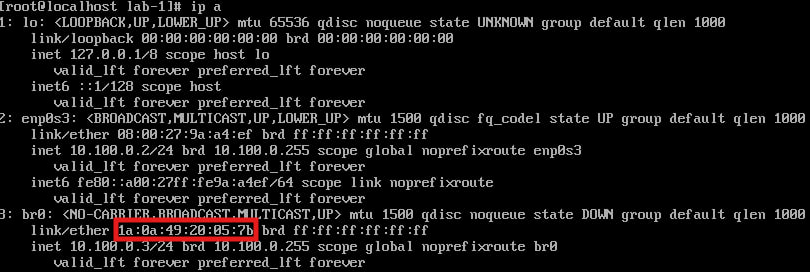 [root@localhost lab-1]# ip a
1: lo: <LOOPBACK,UP,LOWER_UP> mtu 65536 qdisc noqueue state UNKNOWN group default qlen 1000
link/loopback 00:00:00:00:00:00 brd 00:00:00:00:00:00
inet 127.0.0.1/8 scope host lo
valid_lft forever preferred_lft forever
inet6 ::1/128 scope host
valid_lft forever preferred_lft forever
2: enp0s3: <BROADCAST,MULTICAST,UP,LOWER_UP> mtu 1500 qdisc fq_codel state UP group default qlen 1000
link/ether 08:00:27:9a:a4:ef brd ff:ff:ff:ff:ff:ff
inet 10.100.0.2/24 brd 10.100.0.255 scope global noprefixroute enp0s3
valid_lft forever preferred_lft forever
inet6 fe80::a00:27ff:fe9a:a4ef/64 scope link noprefixroute
valid_lft forever preferred_lft forever
3: br0: <NO-CARRIER,BROADCAST,MULTICAST,UP> mtu 1500 qdisc noqueue state DOWN group default qlen 1000
link/ether 1a:0a:49:20:05:7b brd ff:ff:ff:ff:ff:ff
inet 10.100.0.3/24 brd 10.100.0.255 scope global noprefixroute br0
valid_lft forever preferred_lft forever